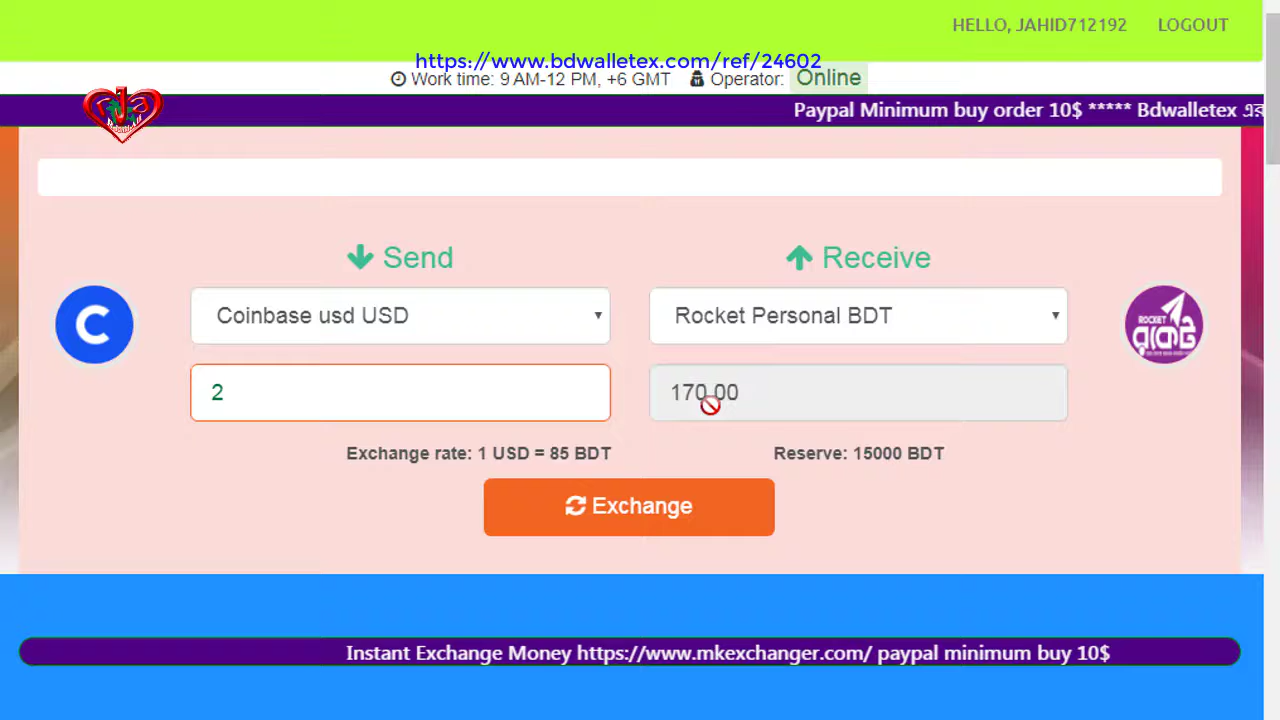 HELLO, JAHID712192 LOGOUT
https://www.bdwalletex.com/ref/24602
Work time: 9 AM-12 PM, +6 GMT Operator: Online
Paypal Minimum buy order 10$ ***** Bdwalletex এর
Send
Receive
C
Coinbase usd USD
Rocket Personal BDT
ROCKET
রকেট
2
170.00
Exchange rate: 1 USD = 85 BDT
Reserve: 15000 BDT
Exchange
Instant Exchange Money https://www.mkexchanger.com/ paypal minimum buy 10$